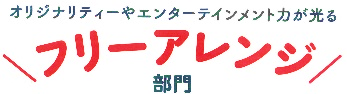 オリジナリティーやエンターテインメント力が光る
フリーアレンジ
部門